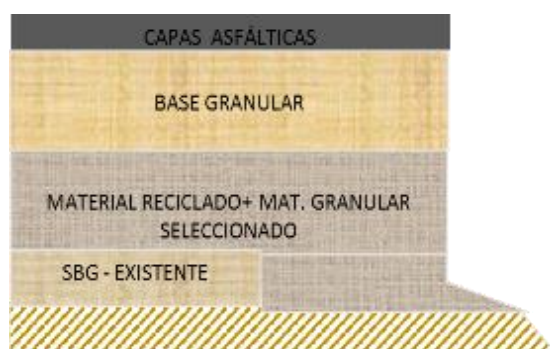 CAPAS ASFÁLTICAS
BASE GRANULAR
MATERIAL RECICLADO+ MAT. GRANULAR
SELECCIONADO
SBG - EXISTENTE